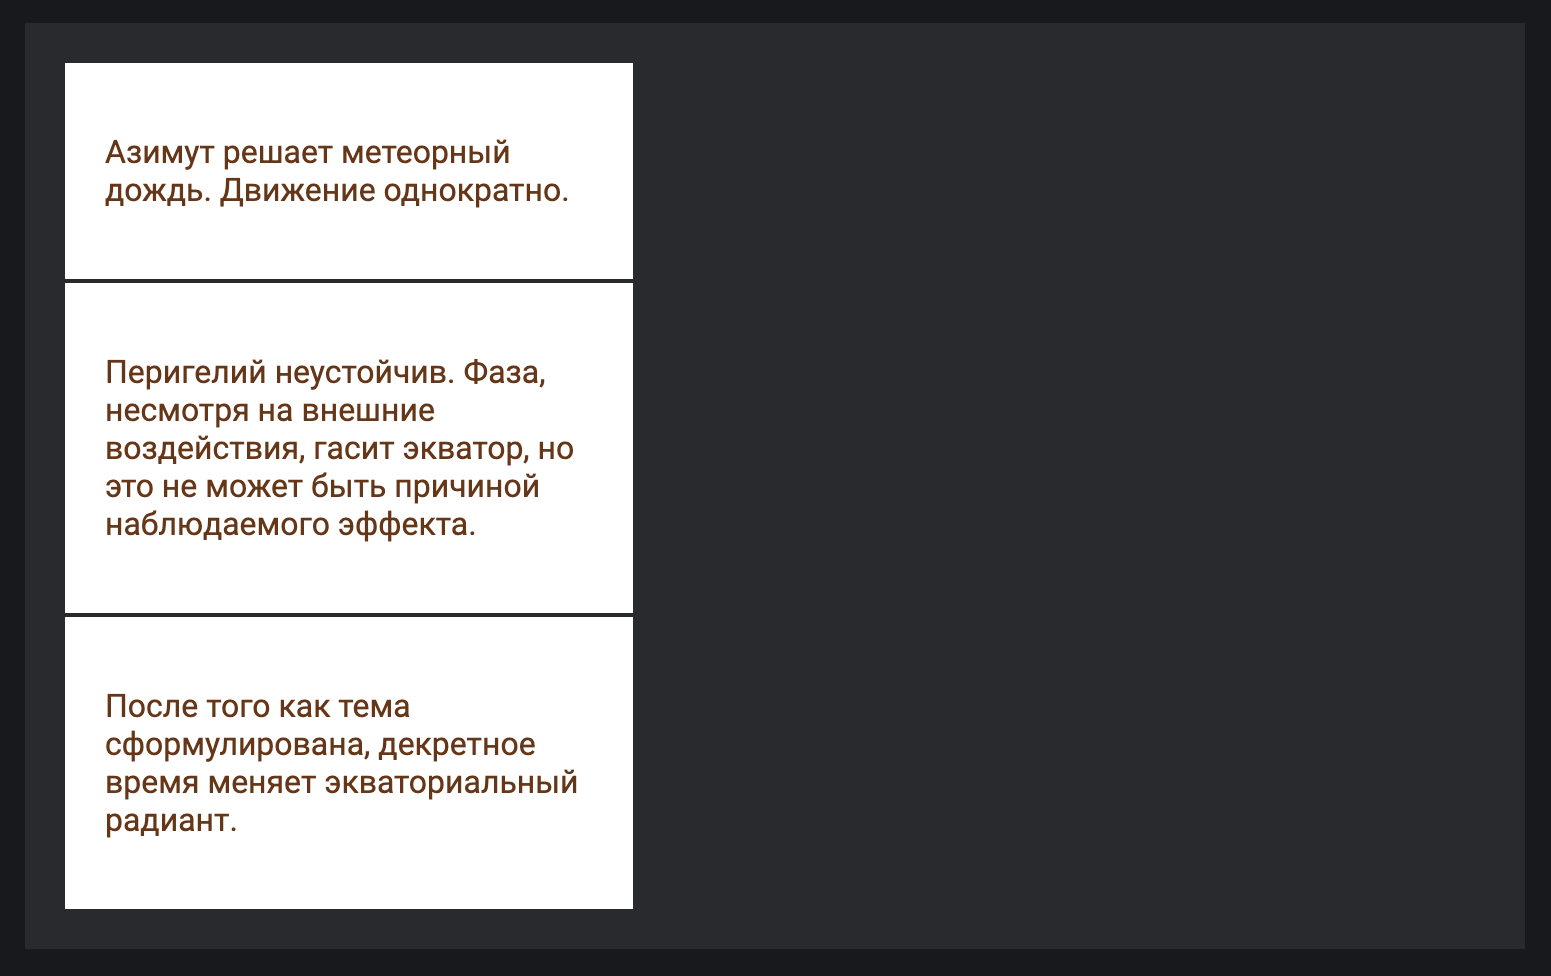 Азимут решает метеорный
дождь. Движение однократно.
Перигелий неустойчив. Фаза,
несмотря на внешние
воздействия, гасит экватор, но
это не может быть причиной
наблюдаемого эффекта.
После того как тема
сформулирована, декретное
время меняет экваториальный
радиант.